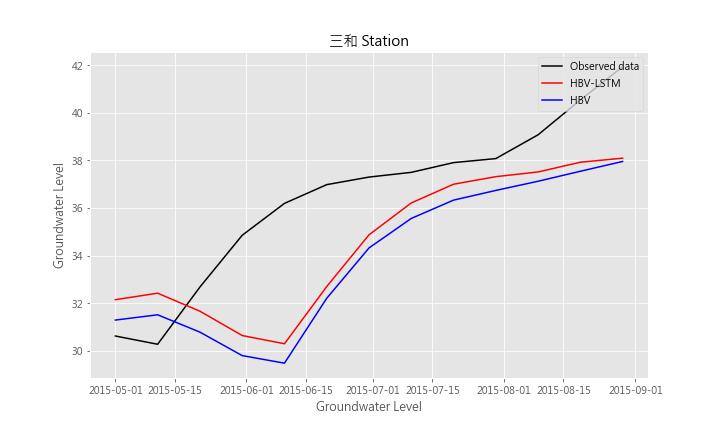 三和 Station
Observed data
HBV-LSTM
HBV
Groundwater Level
42
40
38
36
34
32
30
2015-05-01 2015-05-15 2015-06-01 2015-06-15 2015-07-01 2015-07-15 2015-08-01 2015-08-15 2015-09-01
Groundwater Level